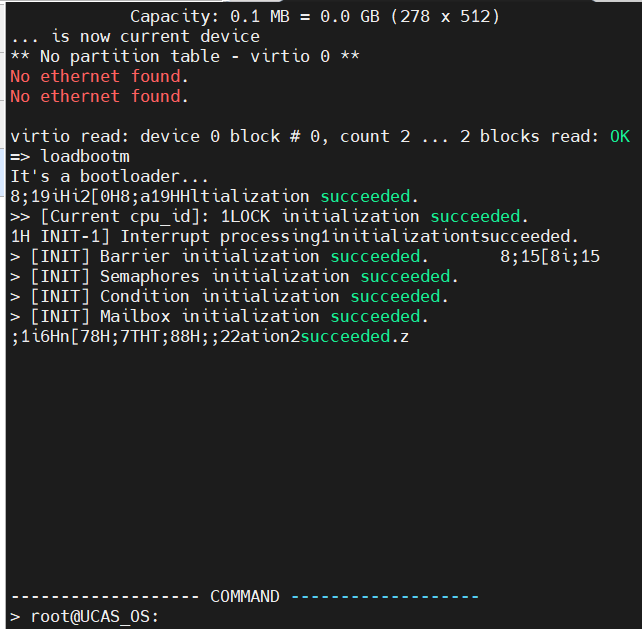 Capacity: 0.1 MB = 0.0 GB (278 x 512)
... is now current device
** No partition table - virtio 0 **
No ethernet found.
No ethernet found.
virtio read: device 0 block # 0, count 2 ... 2 blocks read: OK
=> loadbootm
It's a bootloader...
8;19iHi2[0H8;a19HHltialization succeeded.
>> [Current cpu_id]: 1LOCK initialization succeeded.
1H INIT-1] Interrupt processing1initializationtsucceeded.
> [INIT] Barrier initialization succeeded.       8;15[8i;15
> [INIT] Semaphores initialization succeeded.
> [INIT] Condition initialization succeeded.
> [INIT] Mailbox initialization succeeded.
;1i6Hn[78H;7THT;88H;;22ation2succeeded.z
------------------- COMMAND -------------------
> root@UCAS_OS: